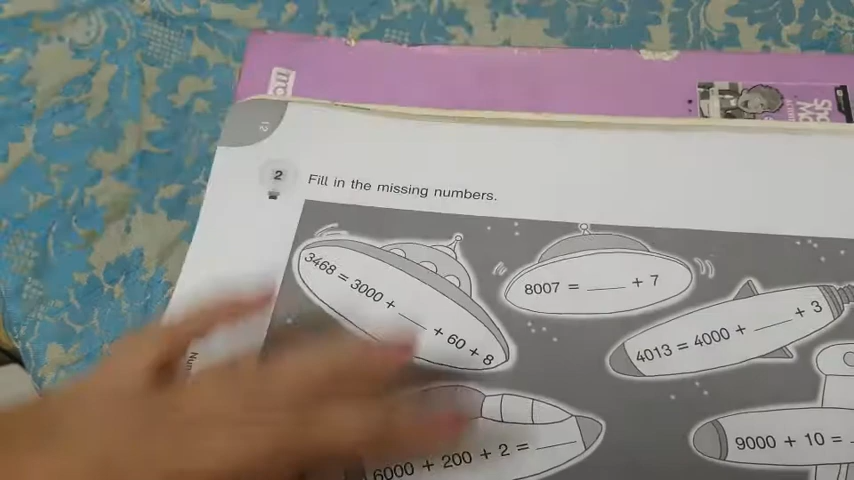 12
2
Fill in the missing numbers.
3468 = 3000 + ____ + 60 + 8
8007 = ____ + 7
4013 = 4000 + ____ + 3
6000 + 200 + 2 = ____
9000 + 10 =